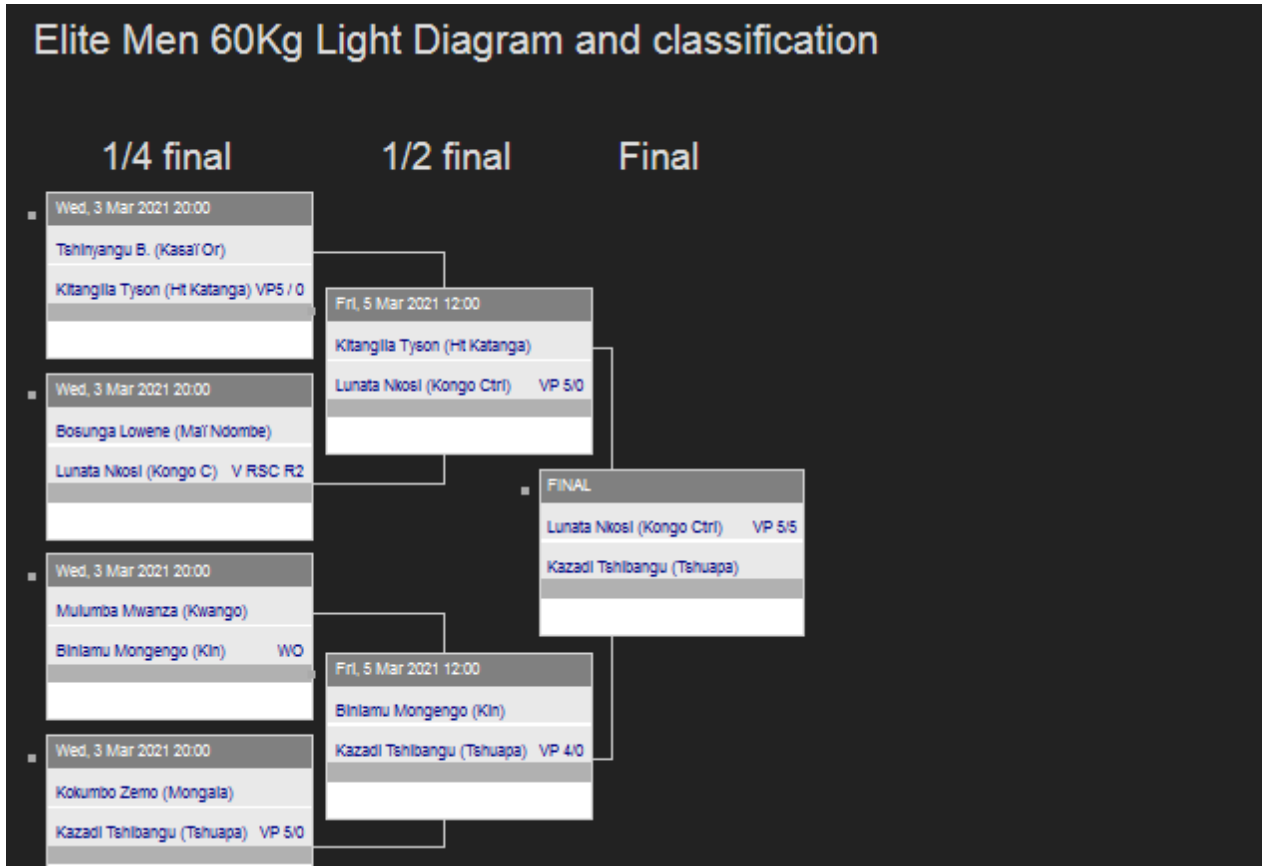 Elite Men 60Kg Light Diagram and classification
1/4 final
1/2 final
Final
Wed, 3 Mar 2021 20:00
Tshinyangu B. (Kasaï Or)
Kitangila Tyson (Ht Katanga) VP5 / 0
Wed, 3 Mar 2021 20:00
Bosunga Lowene (Maï Ndombe)
Lunata Nkosi (Kongo C) V RSC R2
Wed, 3 Mar 2021 20:00
Mulumba Mwanza (Kwango)
Biniamu Mongengo (Kin) WO
Wed, 3 Mar 2021 20:00
Kokumbo Zemo (Mongala)
Kazadi Tshibangu (Tshuapa) VP 5/0
Fri, 5 Mar 2021 12:00
Kitangila Tyson (Ht Katanga)
Lunata Nkosi (Kongo Ctrl) VP 5/0
Fri, 5 Mar 2021 12:00
Biniamu Mongengo (Kin)
Kazadi Tshibangu (Tshuapa) VP 4/0
FINAL
Lunata Nkosi (Kongo Ctrl) VP 5/5
Kazadi Tshibangu (Tshuapa)